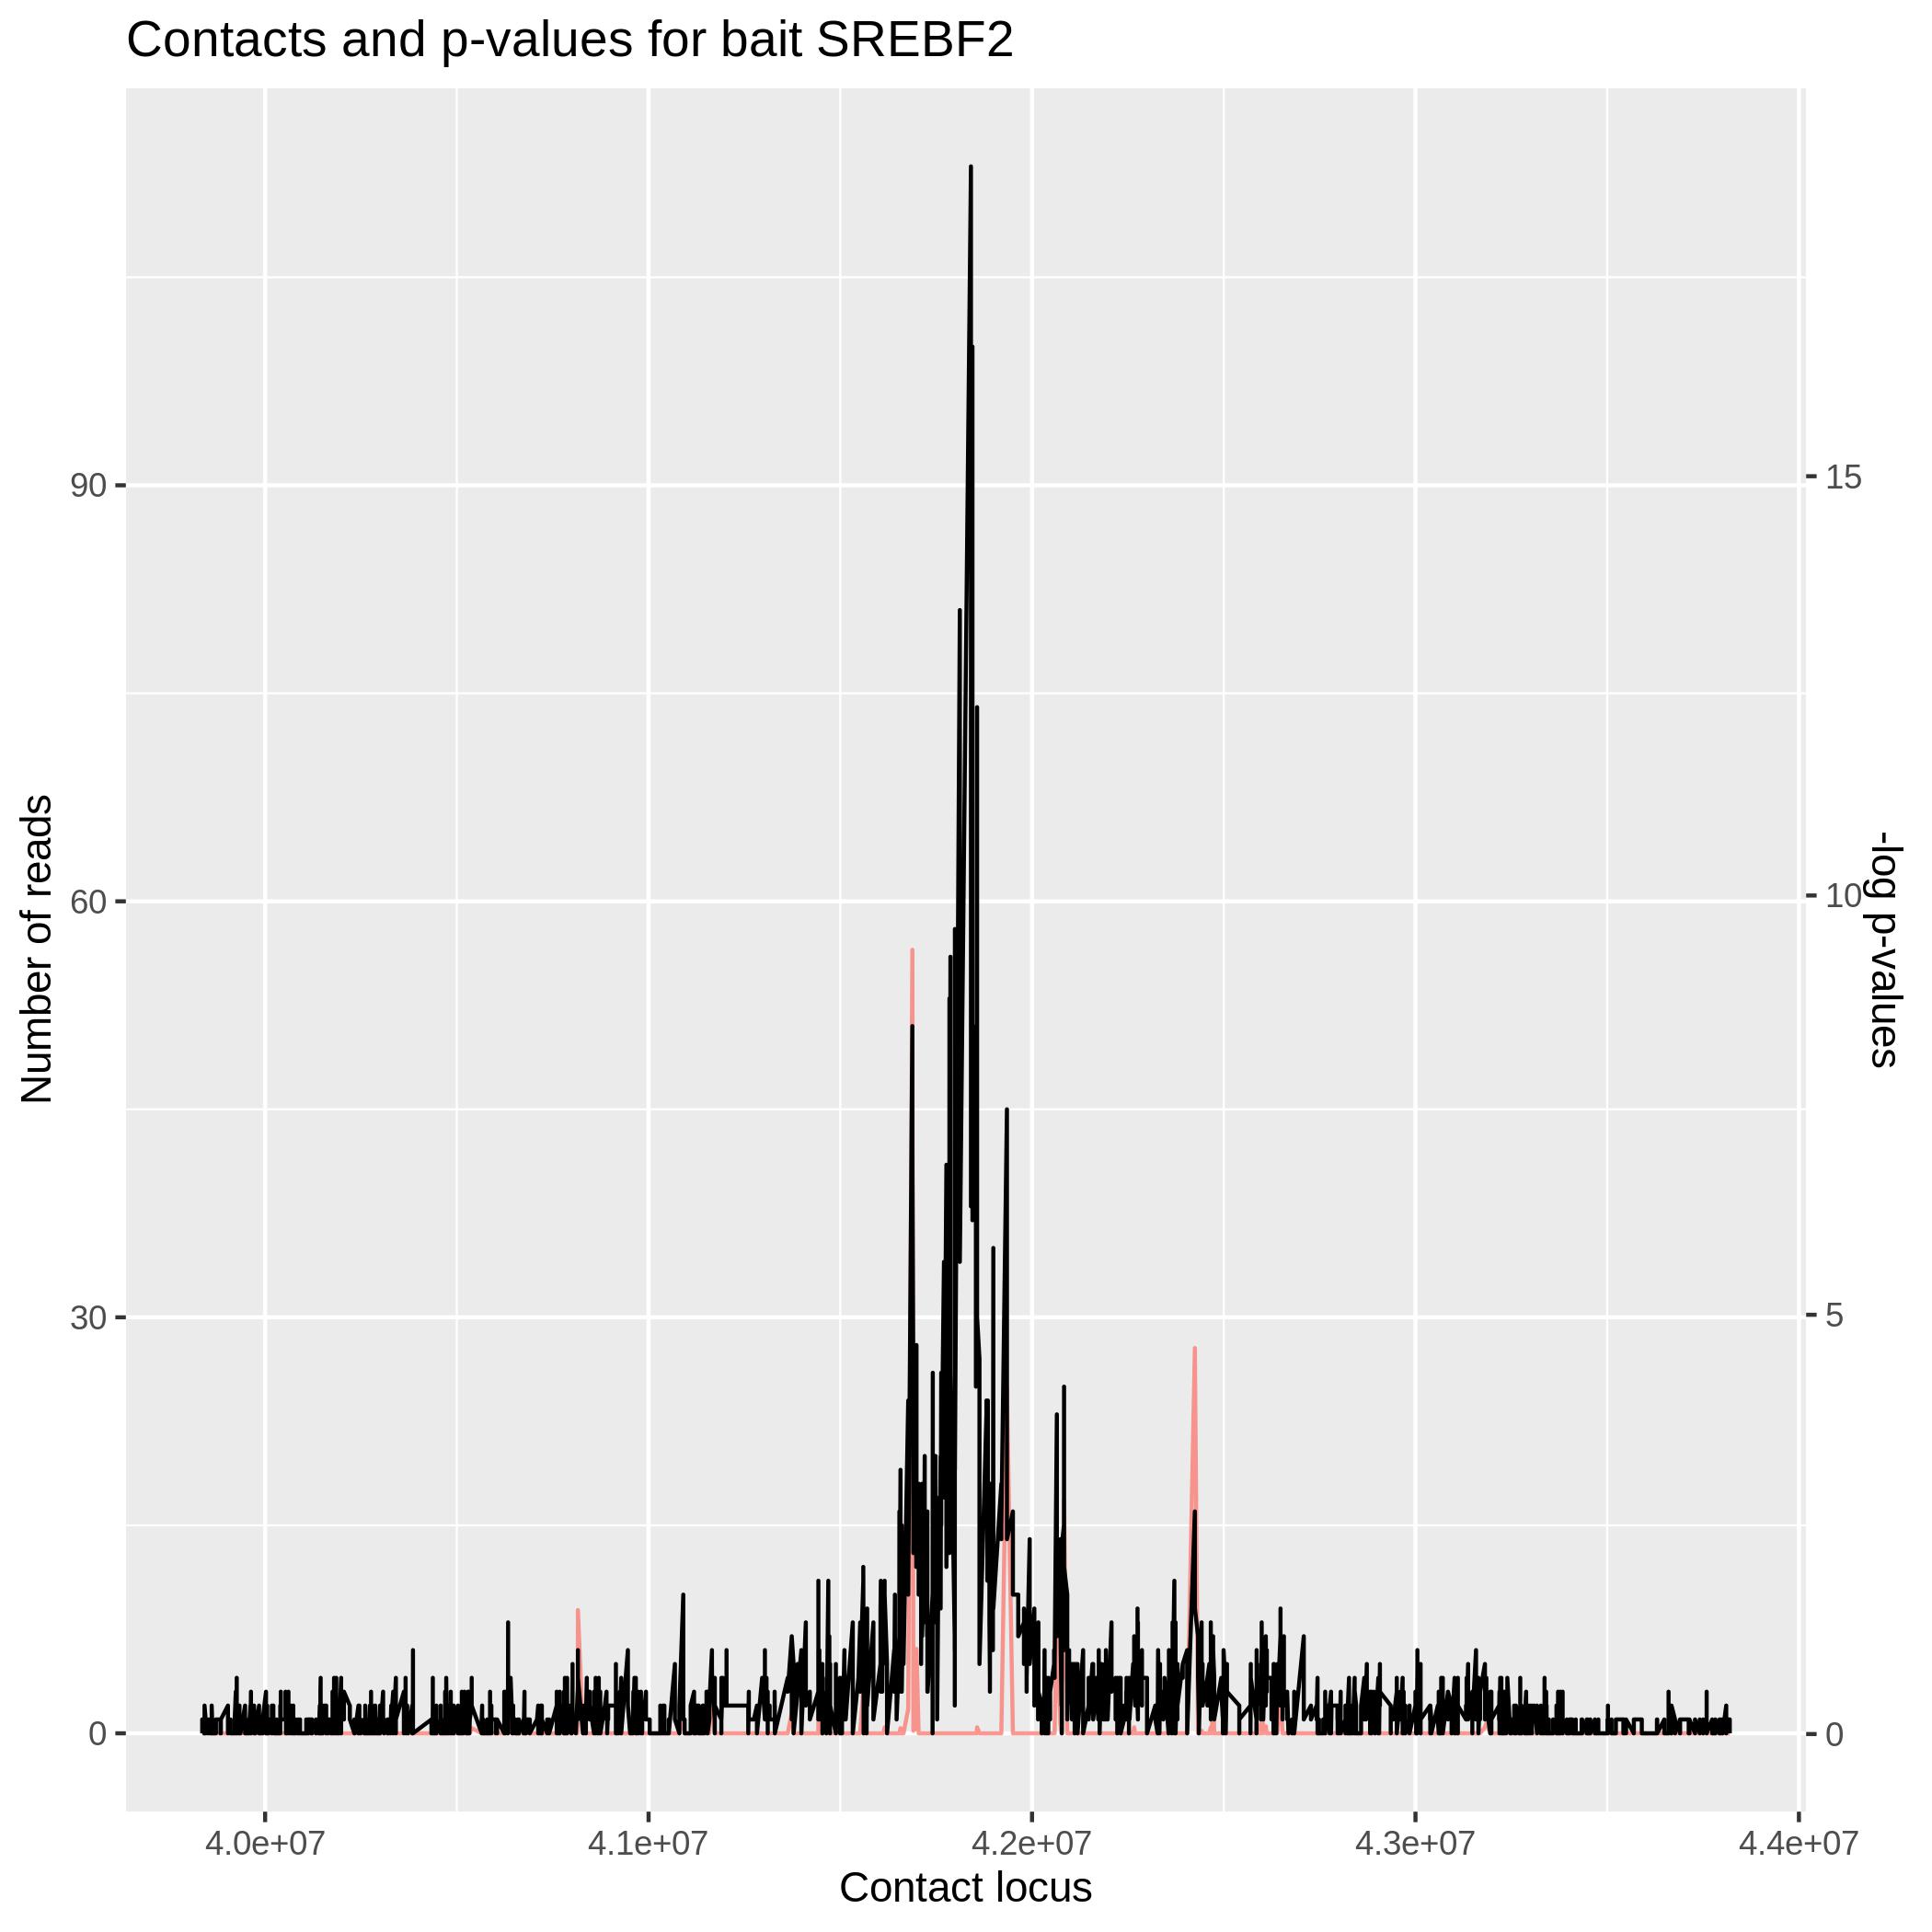 Contacts and p-values for bait SREBF2
Number of reads
90
60
30
0
15
10
5
0
-log p-values
4.0e+07 4.1e+07 4.2e+07 4.3e+07 4.4e+07
Contact locus